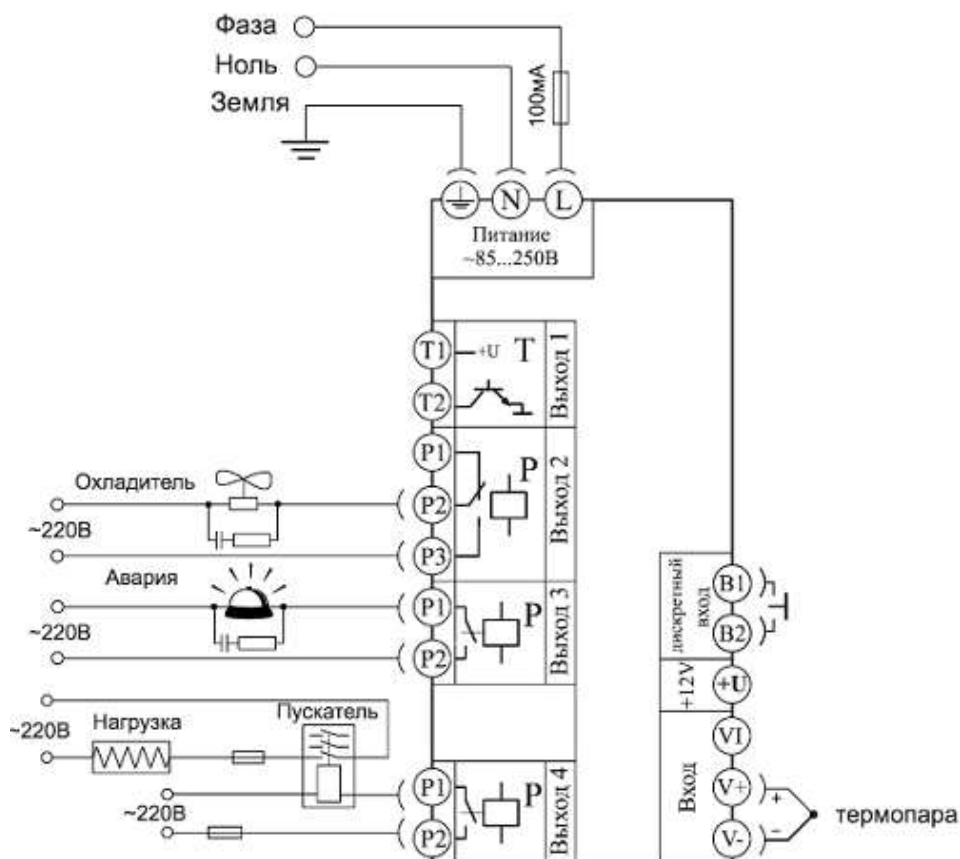 Фаза
Ноль
Земля
100мА
N
L
Питание
~85...250В
T1
+U
T
T2
Выход 1
P1
P
P2
P3
Выход 2
Охладитель
~220В
Авария
~220В
P1
P
P2
Выход 3
Нагрузка
Пускатель
~220В
~220В
P1
P
P2
Выход 4
дискретный
вход
B1
B2
+12V
+U
Вход
VI
V+
V-
+
−
термопара